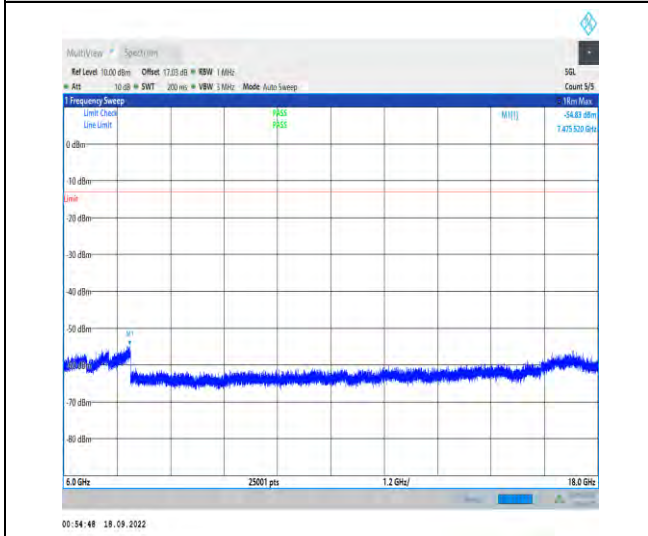 MultiView Spectrum
Ref Level 10.00 dBm Offset 17.03 dB RBW 1 MHz SGL
Att 10 dB SWT 200 ms VBW 3 MHz Mode Auto Sweep Count 5/5
1 Frequency Sweep 1Rm Max
Limit Check PASS M1[1] -54.83 dBm
Line Limit PASS 7.475 520 GHz
0 dBm
-10 dBm
Limit
-20 dBm
-30 dBm
-40 dBm
-50 dBm
M1
-60 dBm
-70 dBm
-80 dBm
6.0 GHz 25001 pts 1.2 GHz/ 18.0 GHz
00:54:48 18.09.2022